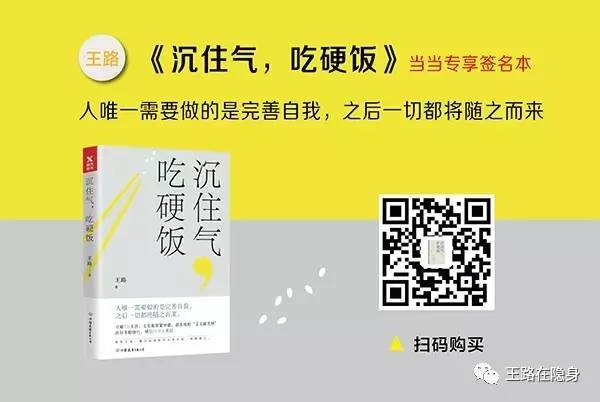 王路 《沉住气，吃硬饭》 当当专享签名本
人唯一需要做的是完善自我，之后一切都将随之而来
沉住气，吃硬饭
王路
沉住气，
吃硬饭
王路
人唯一需要做的是完善自我，
之后一切都将随之而来。
扫码购买
王路在隐身